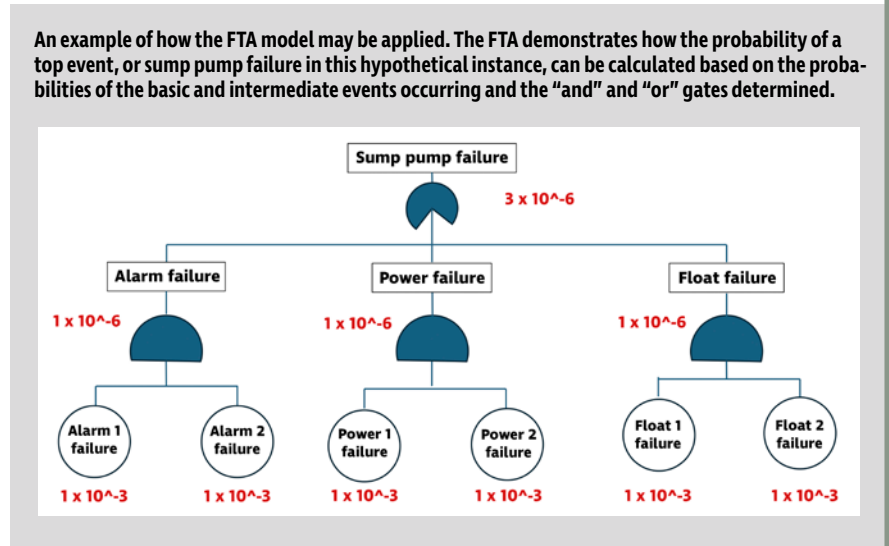 An example of how the FTA model may be applied. The FTA demonstrates how the probability of a
top event, or sump pump failure in this hypothetical instance, can be calculated based on the proba-
bilities of the basic and intermediate events occurring and the “and” and “or” gates determined.
Sump pump failure
3 x 10^-6
Alarm failure
Power failure
Float failure
1 x 10^-6
1 x 10^-6
1 x 10^-6
Alarm 1
failure
Alarm 2
failure
Power 1
failure
Power 2
failure
Float 1
failure
Float 2
failure
1 x 10^-3
1 x 10^-3
1 x 10^-3
1 x 10^-3
1 x 10^-3
1 x 10^-3